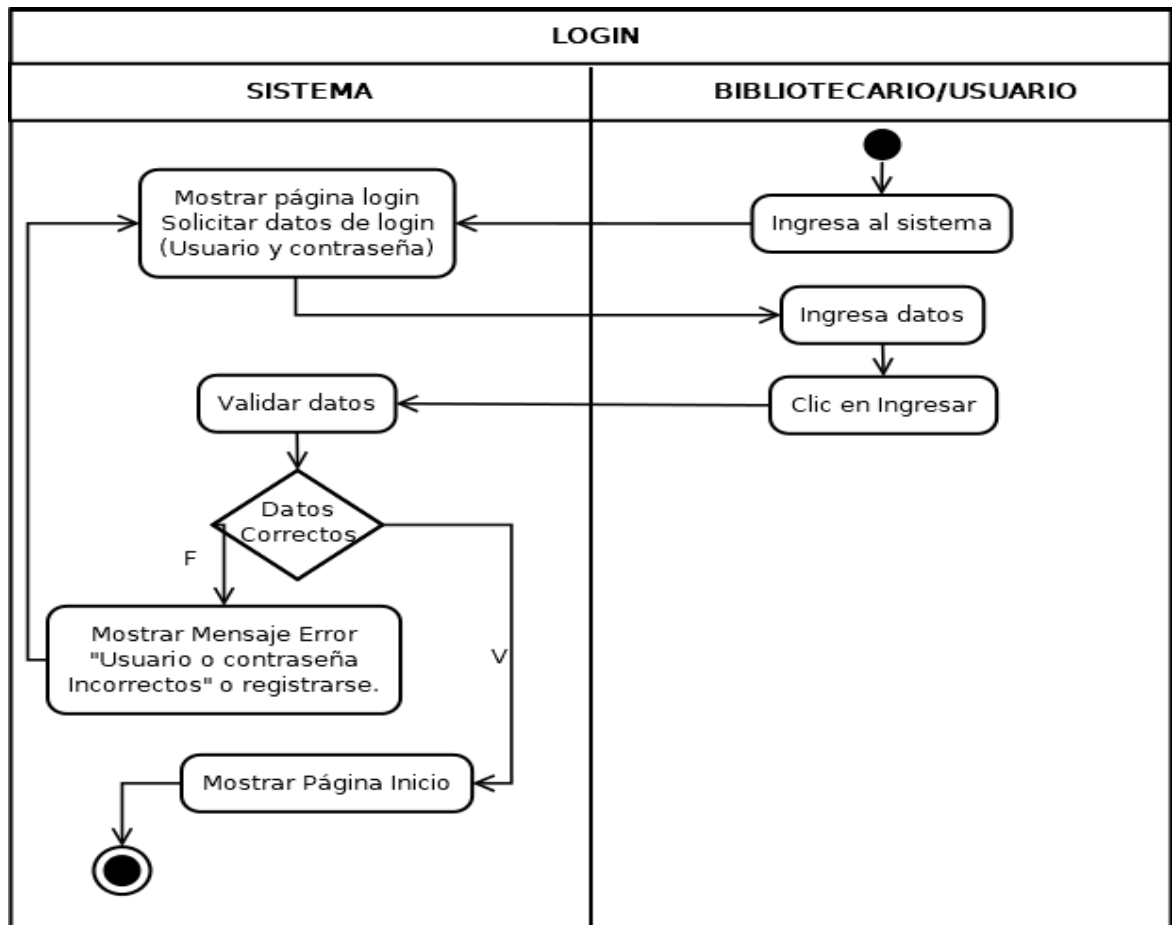 LOGIN
SISTEMA
BIBLIOTECARIO/USUARIO
Mostrar página login
Solicitar datos de login
(Usuario y contraseña)
Ingresa al sistema
Ingresa datos
Validar datos
Clic en Ingresar
Datos
Correctos
F
Mostrar Mensaje Error
"Usuario o contraseña
Incorrectos" o registrarse.
V
Mostrar Página Inicio